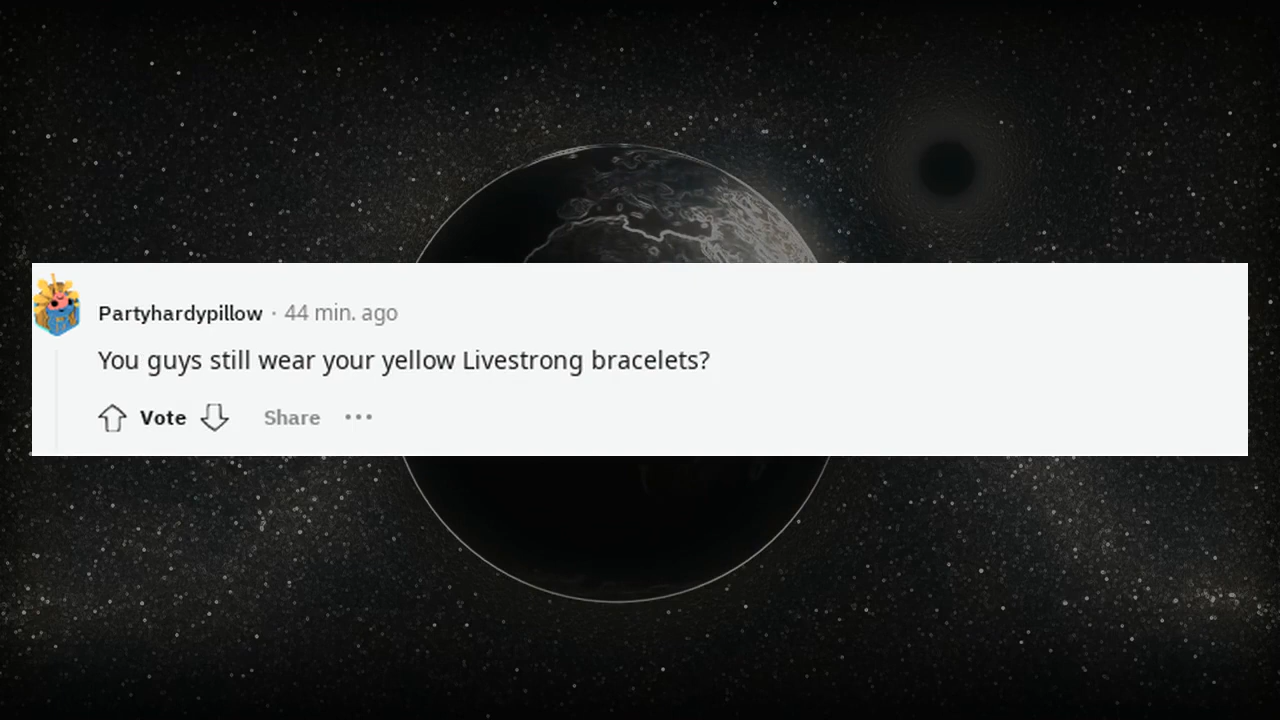 Partyhardypillow · 44 min. ago
You guys still wear your yellow Livestrong bracelets?
Vote Share •••